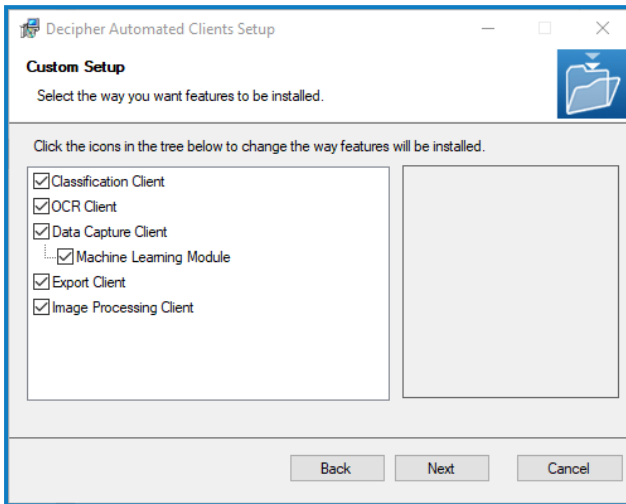 Decipher Automated Clients Setup
Custom Setup
Select the way you want features to be installed.
Click the icons in the tree below to change the way features will be installed.
Classification Client
OCR Client
Data Capture Client
Machine Learning Module
Export Client
Image Processing Client
Back Next Cancel